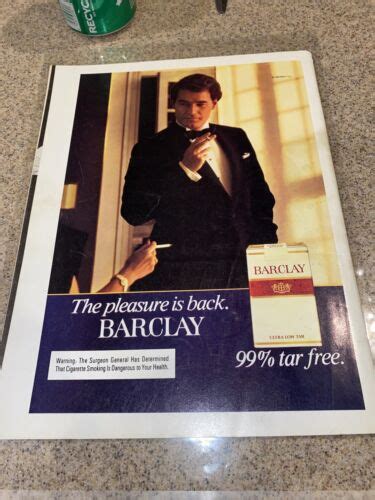 RECYC
The pleasure is back.
BARCLAY
BARCLAY
ULTRA LOW TAR
Warning: The Surgeon General Has Determined
That Cigarette Smoking Is Dangerous to Your Health.
99% tar free.